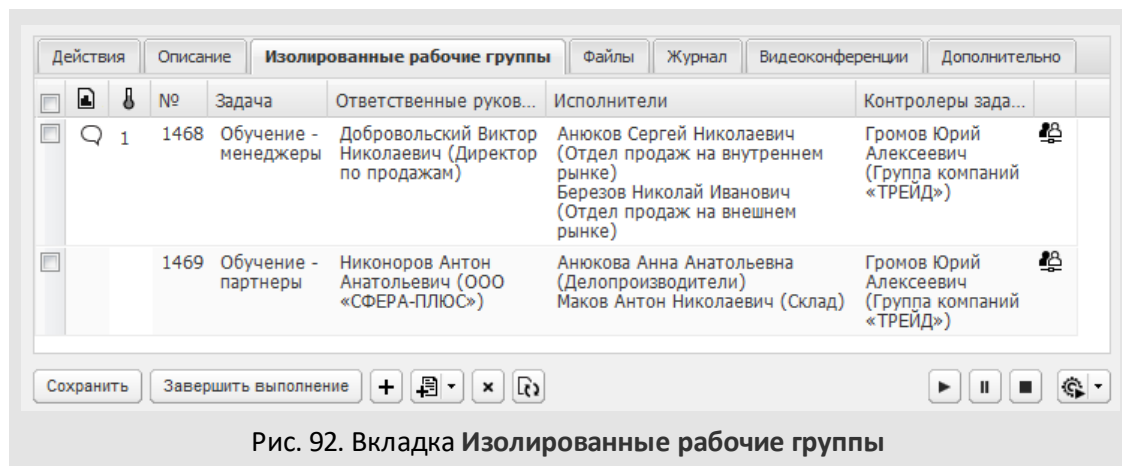 Действия Описание Изолированные рабочие группы Файлы Журнал Видеоконференции Дополнительно
№ Задача Ответственные руков... Исполнители Контролеры зада...
1 1468 Обучение - Добровольский Виктор Анюков Сергей Николаевич Громов Юрий
менеджеры Николаевич (Директор (Отдел продаж на внутреннем Алексеевич
по продажам) рынке) (Группа компаний
Березов Николай Иванович «ТРЕЙД»)
(Отдел продаж на внешнем
рынке)
1469 Обучение - Никоноров Антон Анюкова Анна Анатольевна Громов Юрий
партнеры Анатольевич (ООО (Делопроизводители) Алексеевич
«СФЕРА-ПЛЮС») Маков Антон Николаевич (Склад) (Группа компаний
«ТРЕЙД»)
Сохранить Завершить выполнение
Рис. 92. Вкладка Изолированные рабочие группы